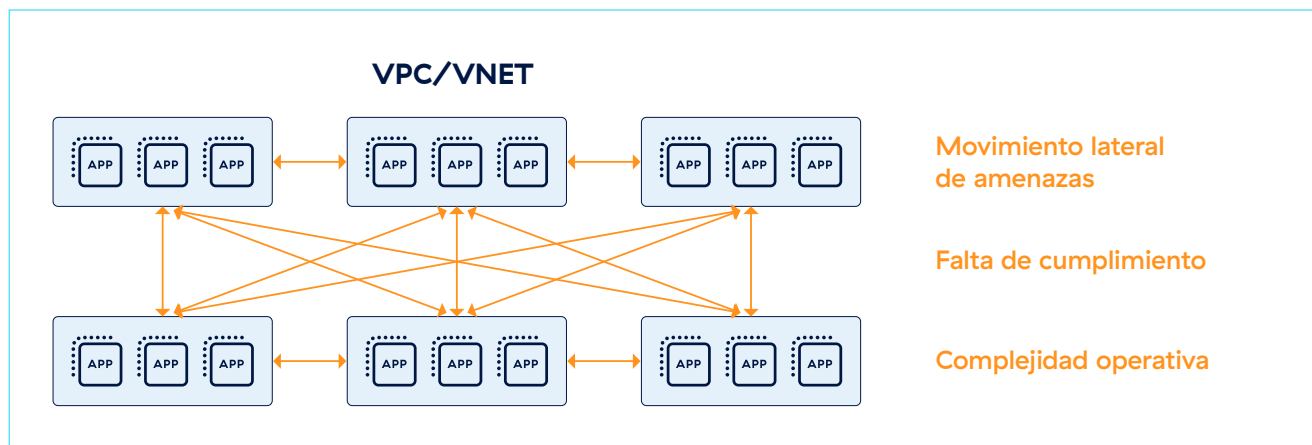 VPC/VNET
APP APP APP APP APP APP APP APP APP
Movimiento lateral
de amenazas
Falta de cumplimiento
APP APP APP APP APP APP APP APP APP
Complejidad operativa